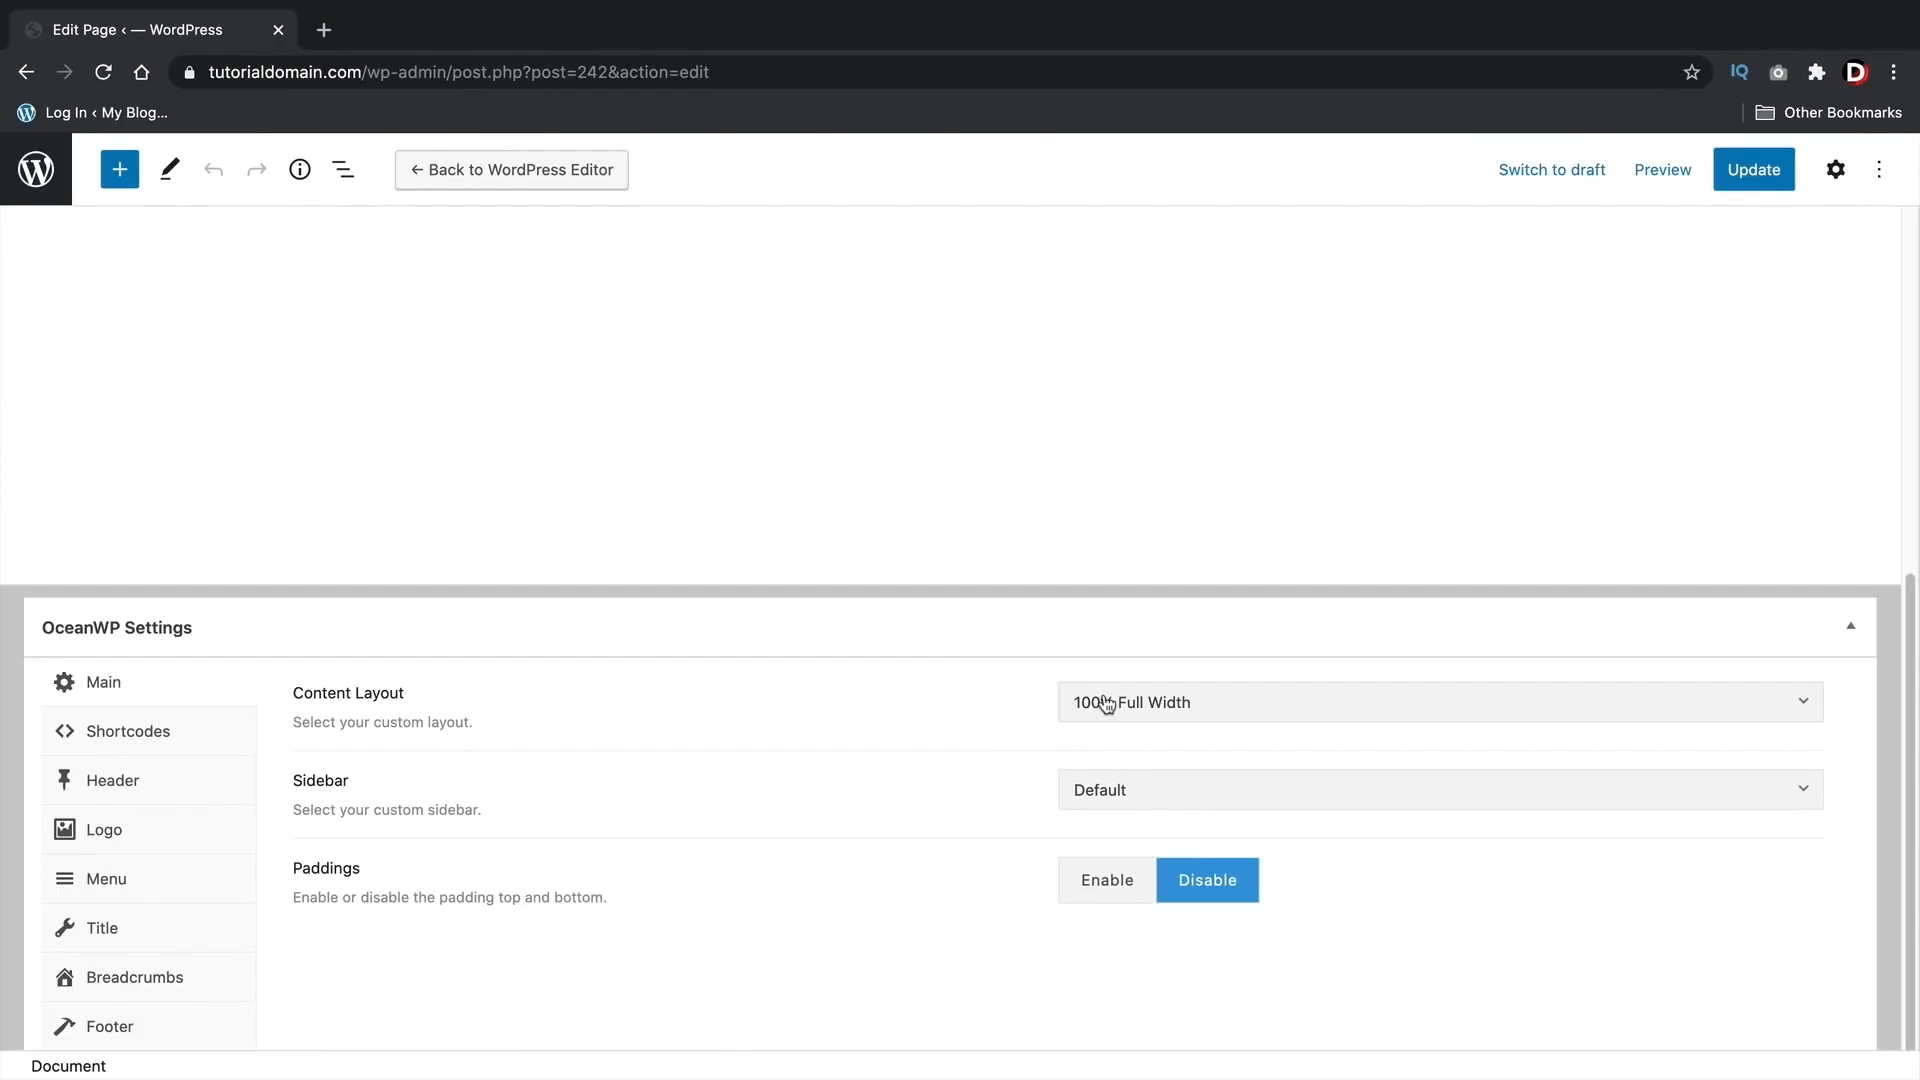 Edit Page ‹ — WordPress
tutorialdomain.com/wp-admin/post.php?post=242&action=edit
IQ
D
Log In ‹ My Blog...
Other Bookmarks
← Back to WordPress Editor
Switch to draft
Preview
Update
OceanWP Settings
Main
Shortcodes
Header
Logo
Menu
Title
Breadcrumbs
Footer
Content Layout
Select your custom layout.
100% Full Width
Sidebar
Select your custom sidebar.
Default
Paddings
Enable or disable the padding top and bottom.
Enable
Disable
Document